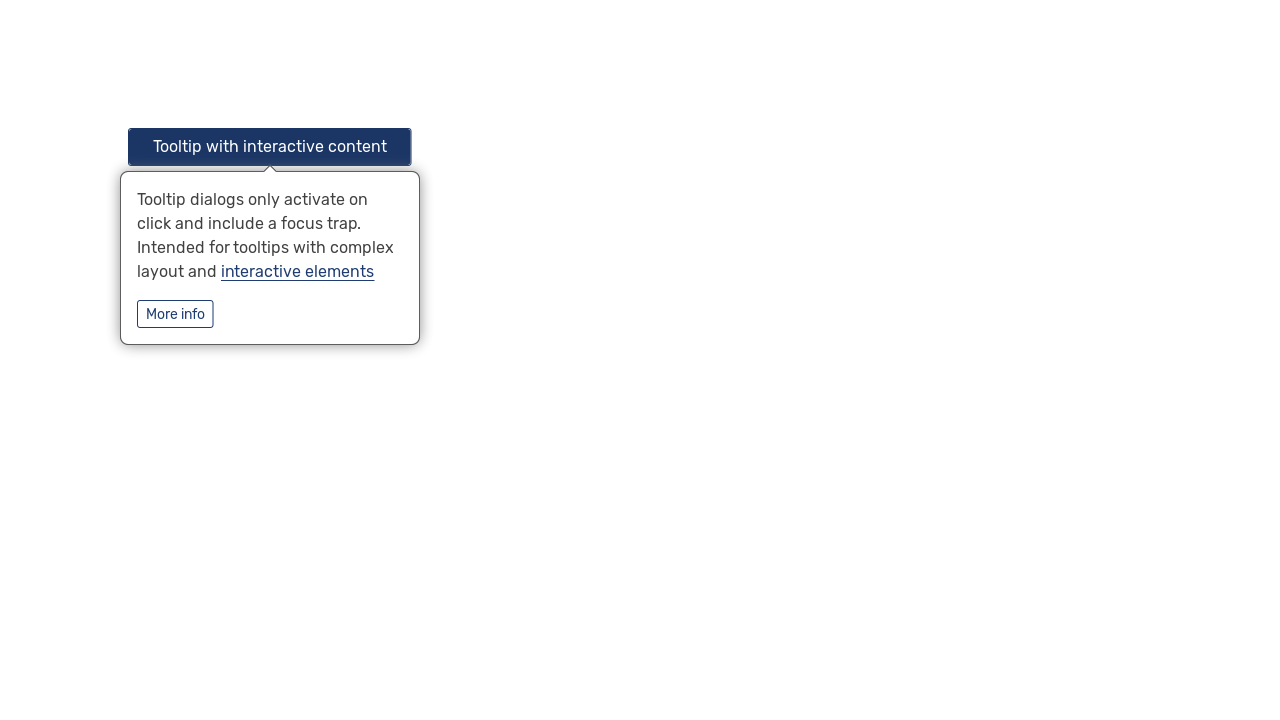 Tooltip with interactive content
Tooltip dialogs only activate on
click and include a focus trap.
Intended for tooltips with complex
layout and interactive elements
More info